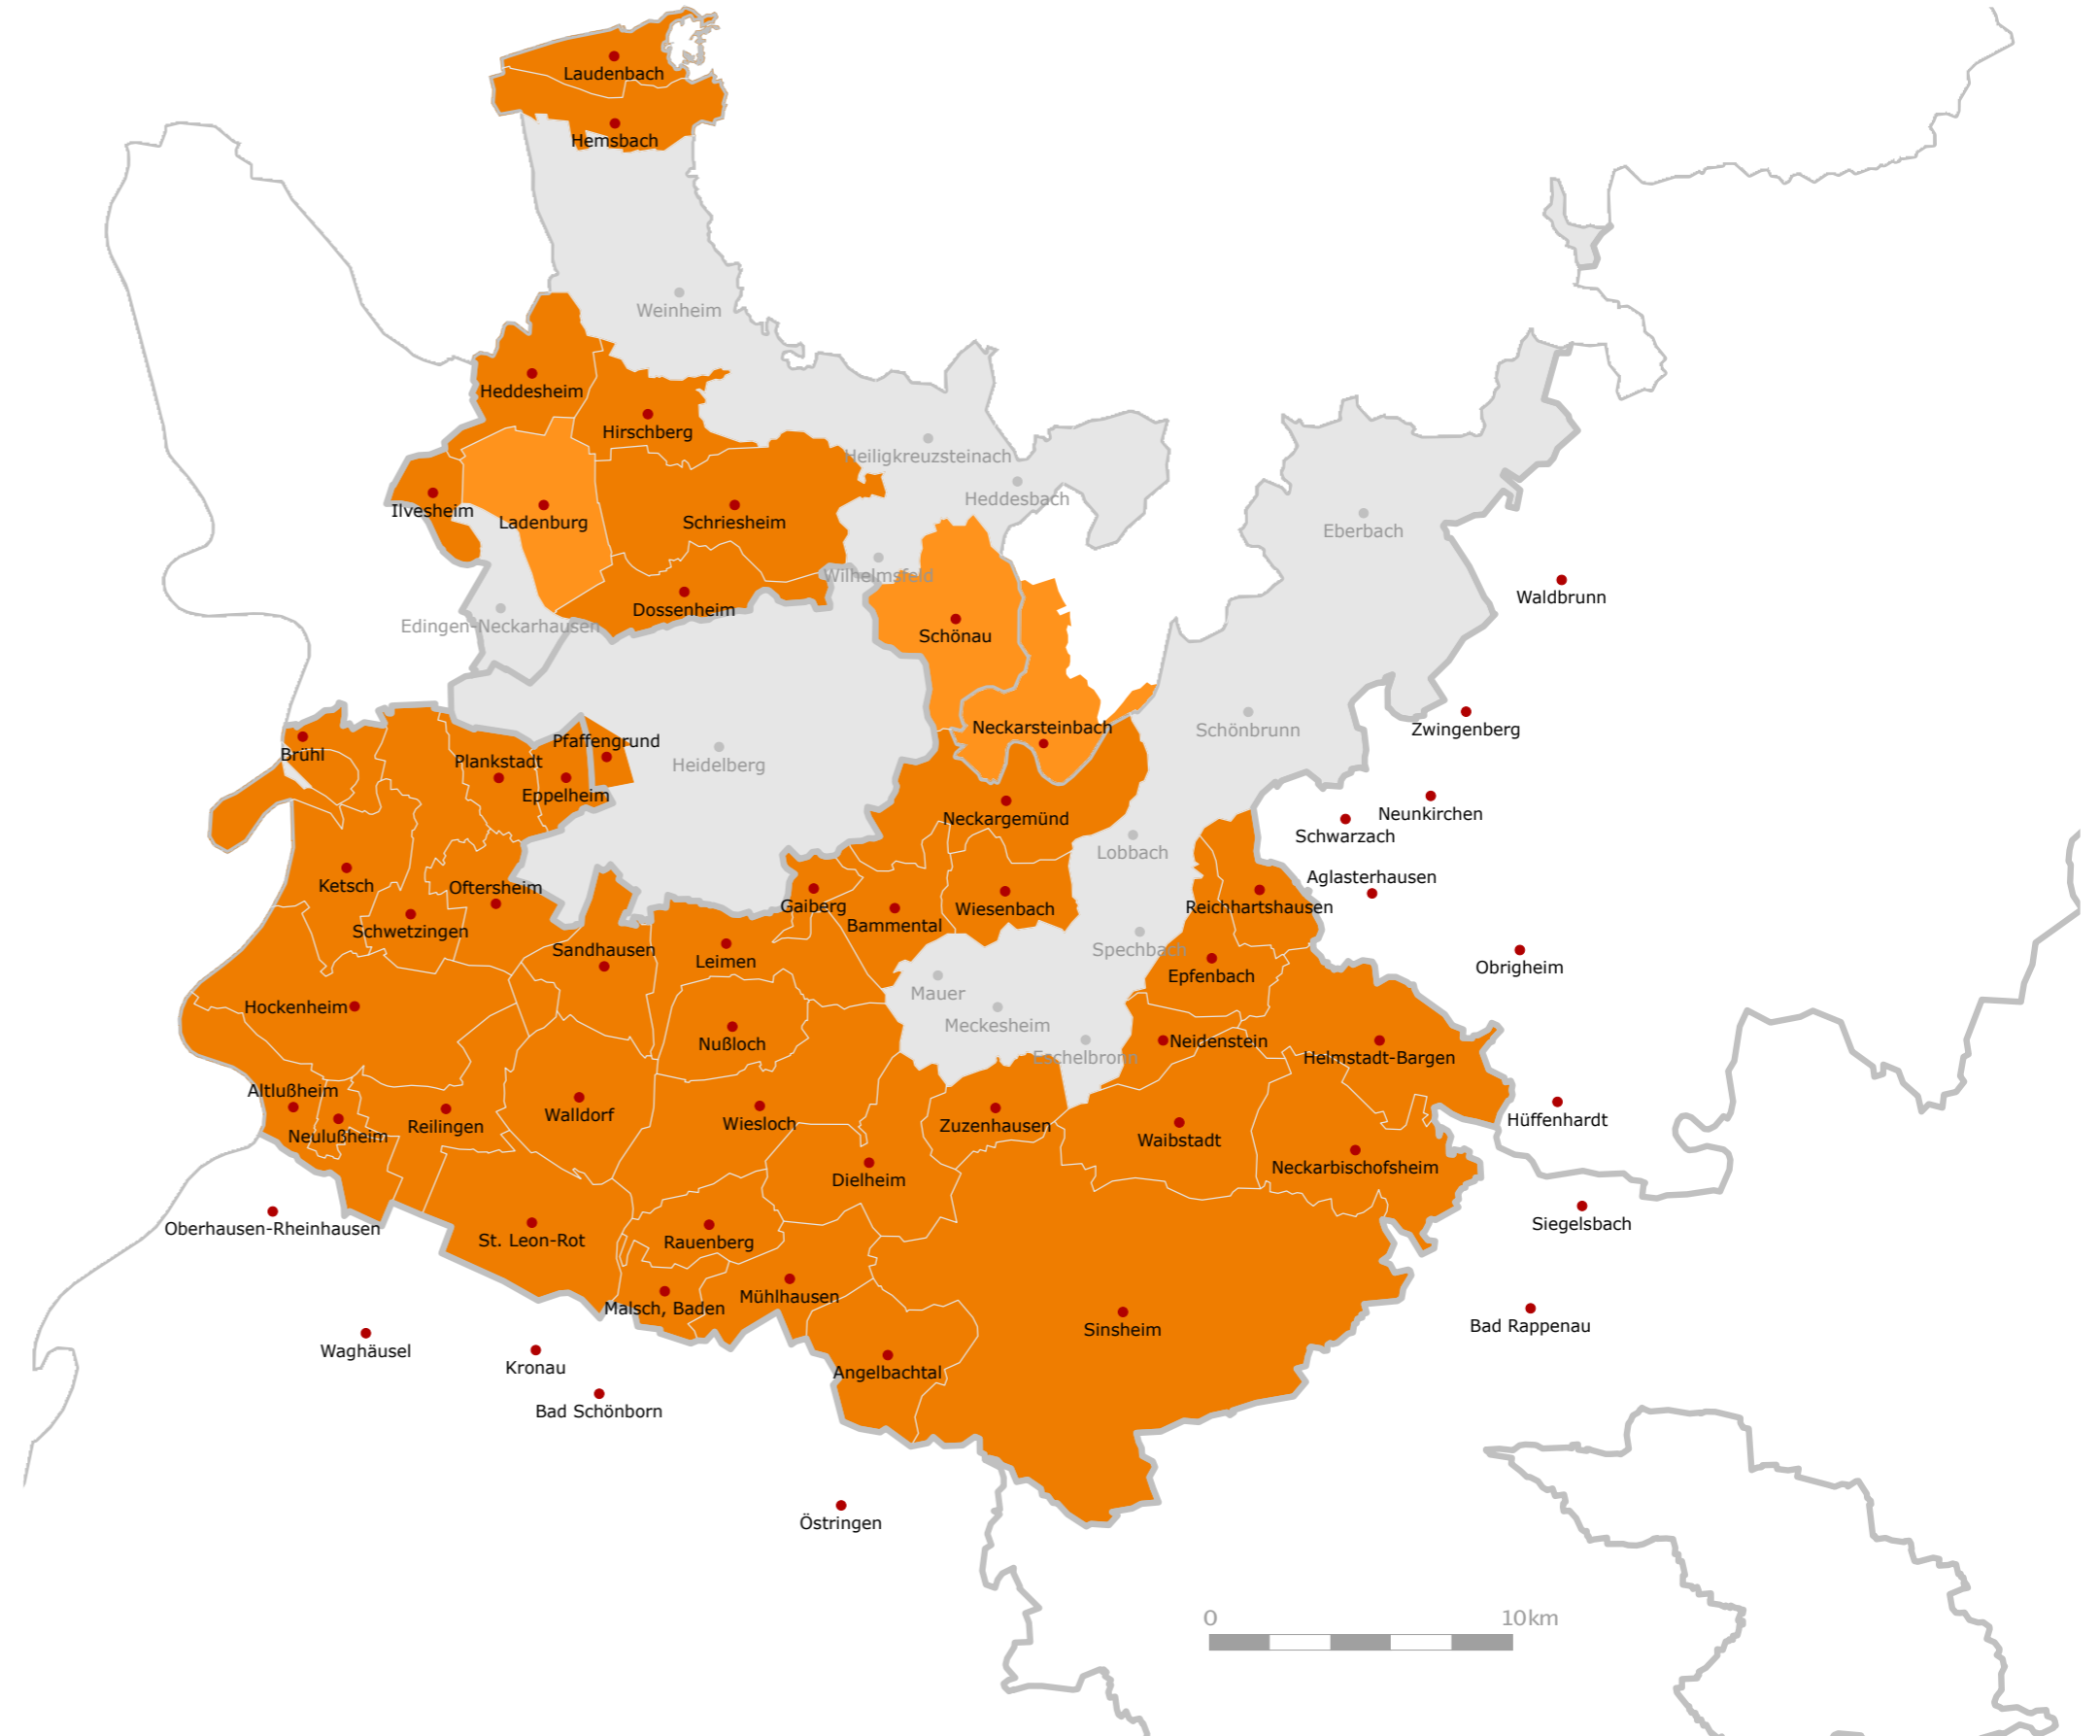 Laudenbach
Hemsbach
Weinheim
Heddesheim
Hirschberg
Heiligkreuzsteinach
Heddesbach
Ilvesheim
Ladenburg
Schriesheim
Eberbach
Wilhelmsfeld
Waldbrunn
Dossenheim
Edingen-Neckarhausen
Schönau
Neckarsteinbach
Schönbrunn
Zwingenberg
Brühl
Pfaffengrund
Plankstadt
Heidelberg
Eppelheim
Neckargemünd
Neunkirchen
Schwarzach
Lobbach
Ketsch
Oftersheim
Aglasterhausen
Gaiberg
Wiesenbach
Reichhartshausen
Bammental
Schwetzingen
Sandhausen
Leimen
Spechbach
Epfenbach
Obrigheim
Mauer
Hockenheim
Meckesheim
Nußloch
Neidenstein
Eschelbronn
Helmstadt-Bargen
Altlußheim
Neulußheim
Reilingen
Walldorf
Wiesloch
Zuzenhausen
Waibstadt
Hüffenhardt
Neckarbischofsheim
Dielheim
Oberhausen-Rheinhausen
St. Leon-Rot
Rauenberg
Siegelsbach
Malsch, Baden
Mühlhausen
Sinsheim
Bad Rappenau
Waghäusel
Kronau
Angelbachtal
Bad Schönborn
Östringen
0 10km